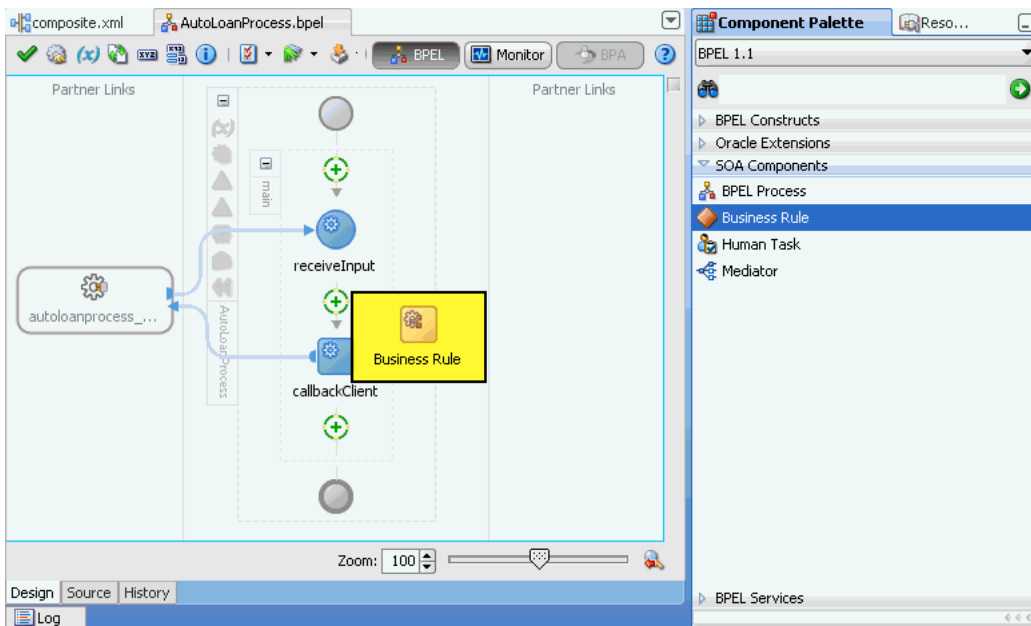 composite.xml AutoLoanProcess.bpel Component Palette Reso...
(x) xyz BPEL Monitor BPA BPEL 1.1
Partner Links Partner Links
(x)
main
receiveInput
autoloanprocess_...
AutoLoanProcess
Business Rule
callbackClient
Zoom: 100
Design Source History
Log
BPEL Constructs
Oracle Extensions
SOA Components
BPEL Process
Business Rule
Human Task
Mediator
BPEL Services